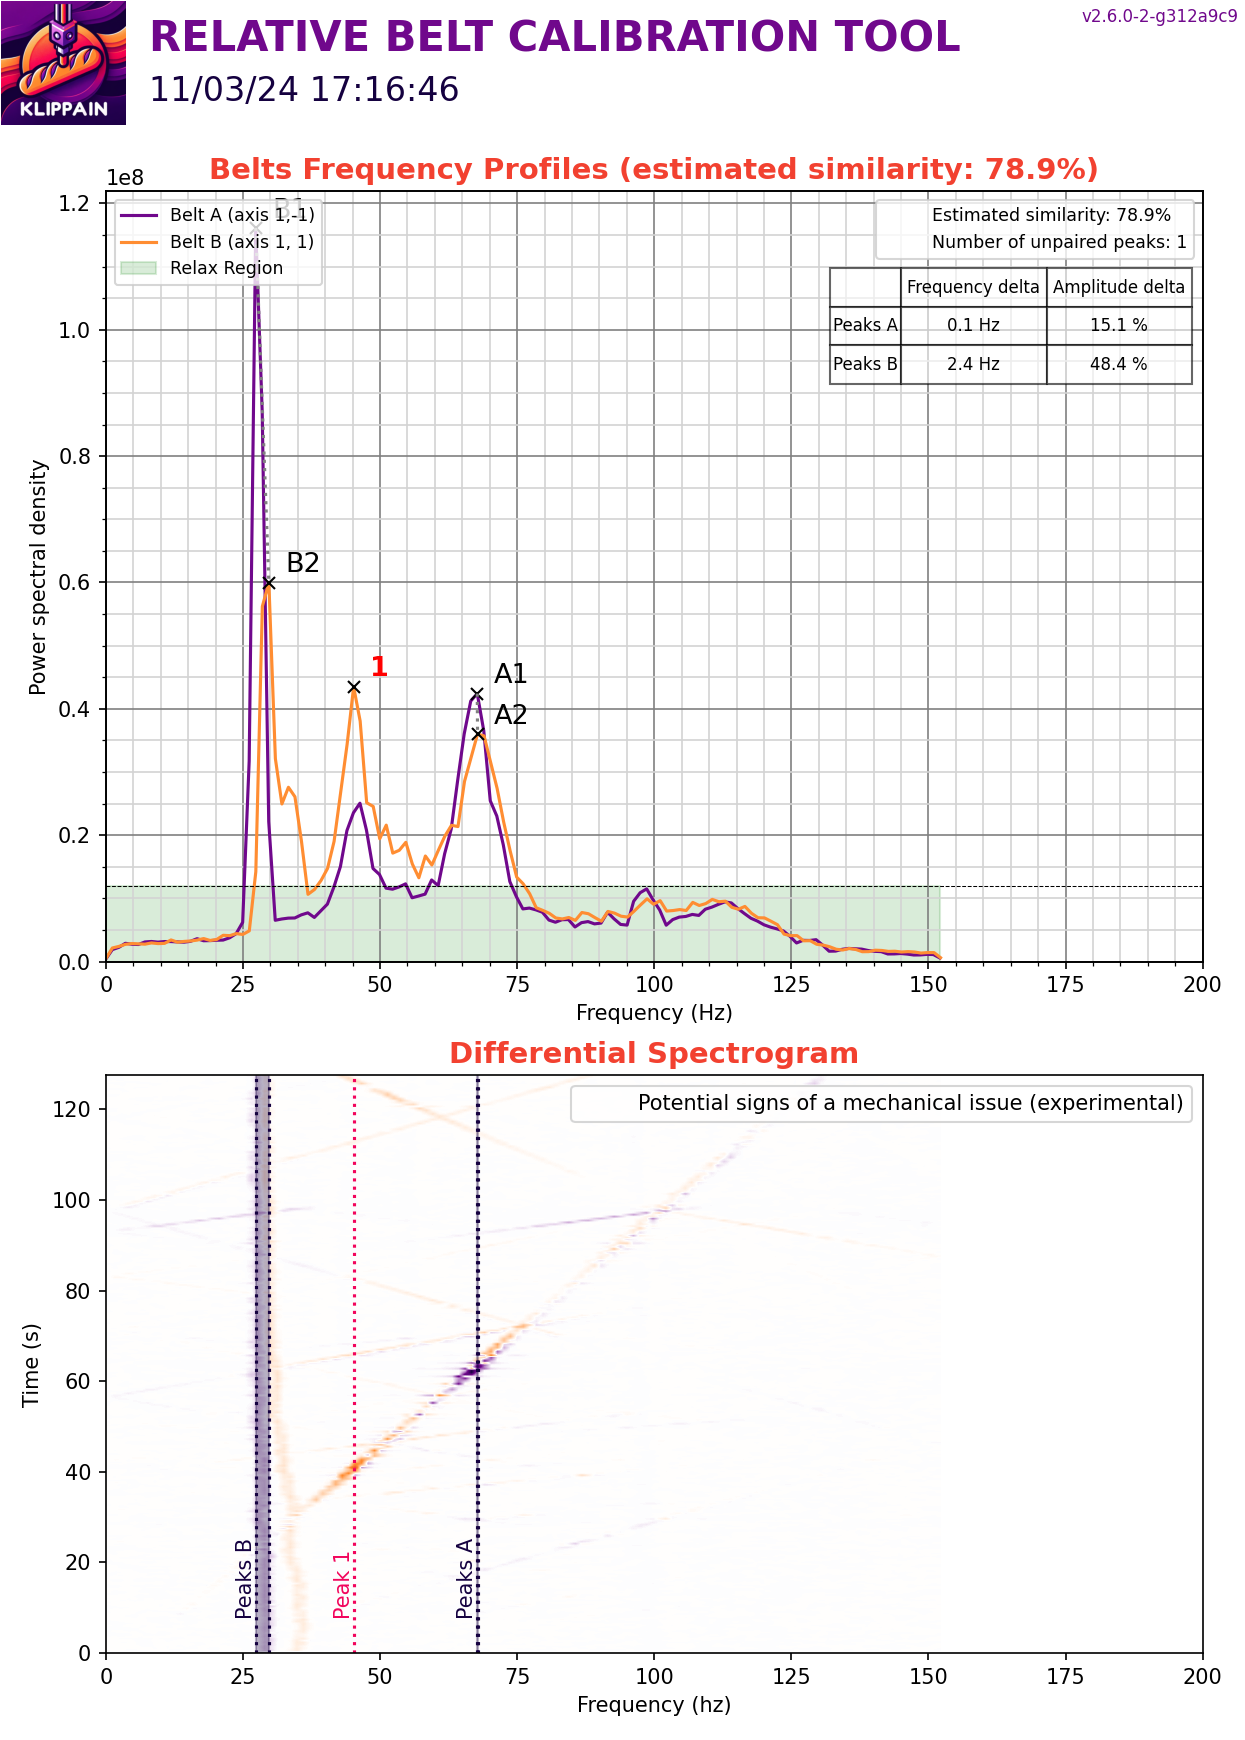 RELATIVE BELT CALIBRATION TOOL
v2.6.0-2-g312a9c9
11/03/24 17:16:46
KLIPPAIN
Belts Frequency Profiles (estimated similarity: 78.9%)
1e8
B1
Belt A (axis 1,-1)
Belt B (axis 1, 1)
Relax Region
Estimated similarity: 78.9%
Number of unpaired peaks: 1
Frequency delta Amplitude delta
Peaks A 0.1 Hz 15.1 %
Peaks B 2.4 Hz 48.4 %
1.2
1.0
0.8
0.6
0.4
0.2
0.0
Power spectral density
B2
1
A1
A2
0 25 50 75 100 125 150 175 200
Frequency (Hz)
Differential Spectrogram
Potential signs of a mechanical issue (experimental)
120
100
80
60
40
20
0
Time (s)
Peaks B
Peak 1
Peaks A
0 25 50 75 100 125 150 175 200
Frequency (hz)